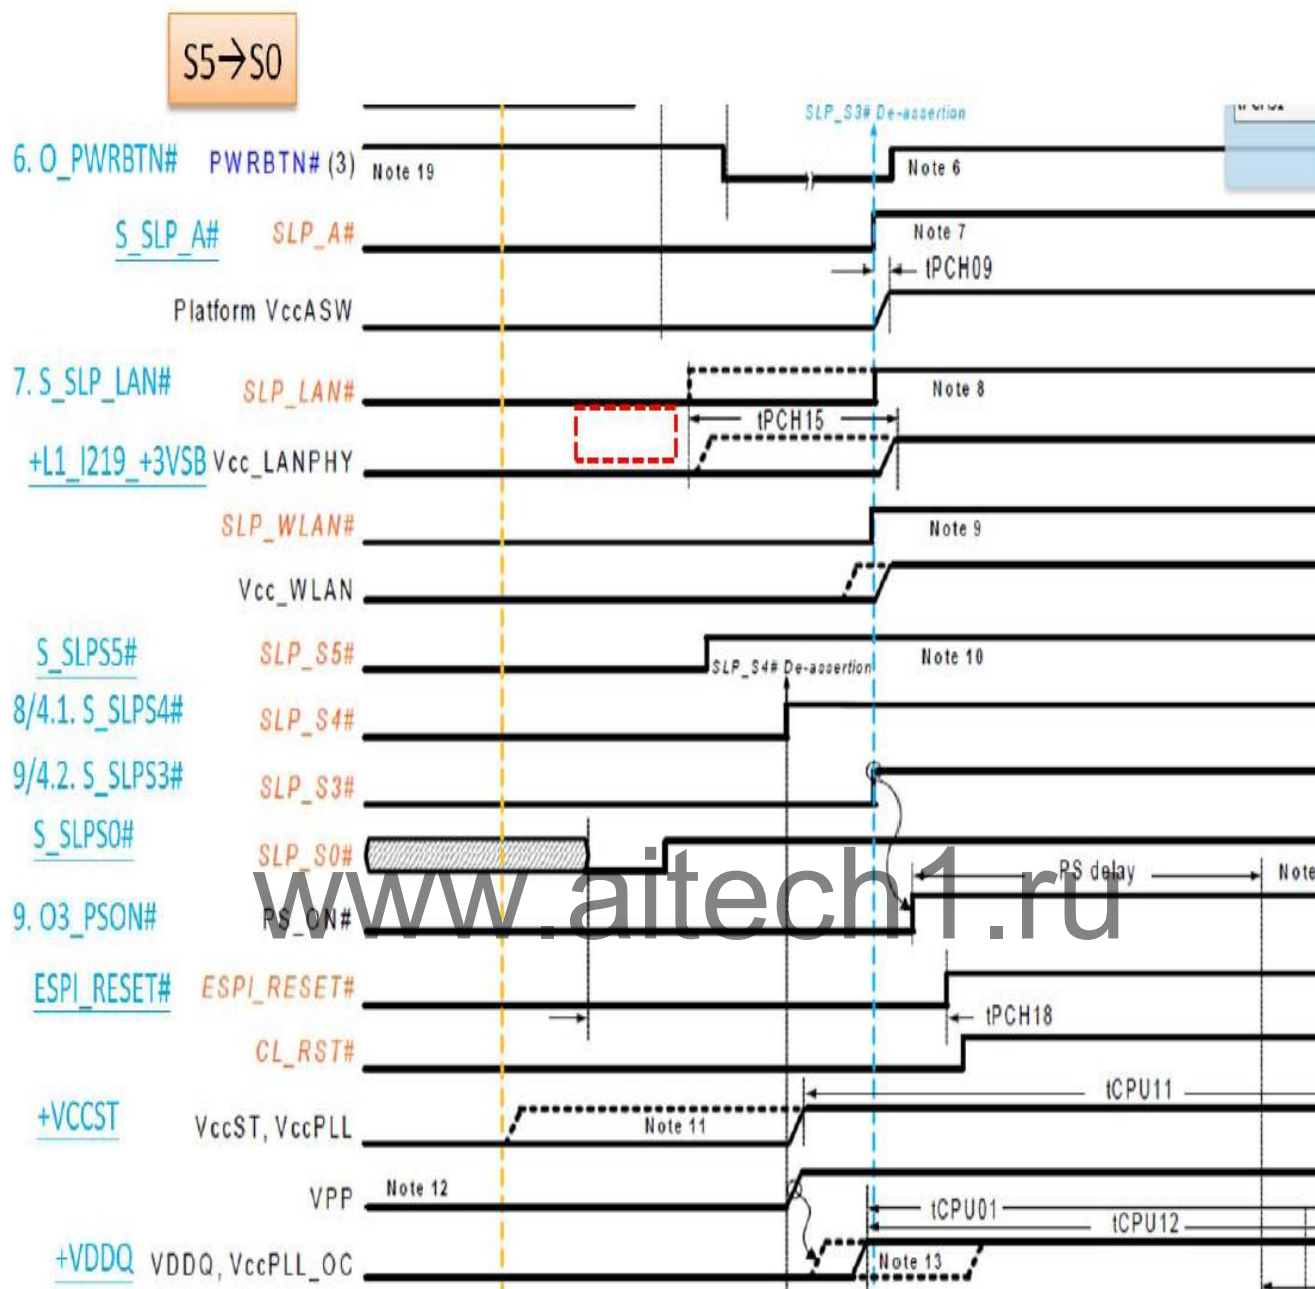 S5→S0
SLP_S3# De-assertion
6. O_PWRBTN# PWRBTN# (3) Note 19 Note 6
S_SLP_A# SLP_A# Note 7
tPCH09
Platform VccASW
7. S_SLP_LAN# SLP_LAN# Note 8
tPCH15
+L1_I219_+3VSB Vcc_LANPHY
SLP_WLAN# Note 9
Vcc_WLAN
S_SLPS5# SLP_S5# Note 10
SLP_S4# De-assertion
8/4.1. S_SLPS4# SLP_S4#
9/4.2. S_SLPS3# SLP_S3#
S_SLPS0# SLP_S0#
PS delay Note
www.aitech1.ru
9. O3_PSON# PS_ON#
ESPI_RESET# ESPI_RESET#
tPCH18
CL_RST#
tCPU11
+VCCST VccST, VccPLL Note 11
VPP Note 12
tCPU01
tCPU12
+VDDQ VDDQ, VccPLL_OC Note 13